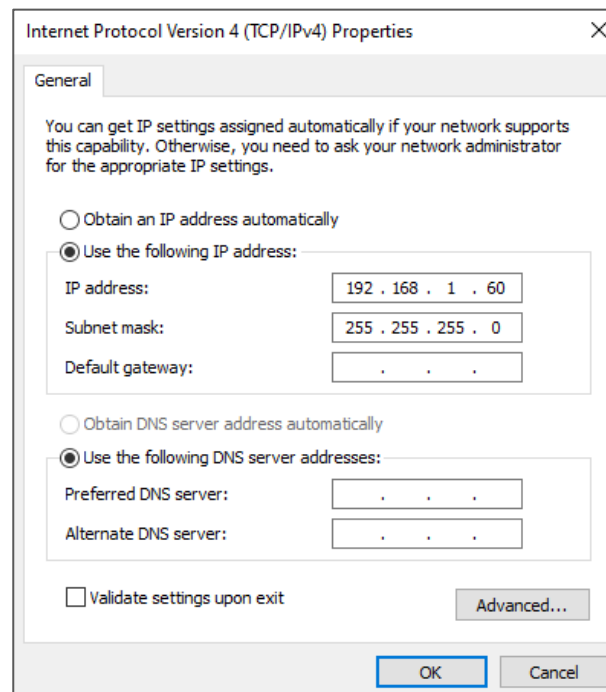 Internet Protocol Version 4 (TCP/IPv4) Properties
General
You can get IP settings assigned automatically if your network supports
this capability. Otherwise, you need to ask your network administrator
for the appropriate IP settings.
Obtain an IP address automatically
Use the following IP address:
IP address: 192 . 168 . 1 . 60
Subnet mask: 255 . 255 . 255 . 0
Default gateway: . . .
Obtain DNS server address automatically
Use the following DNS server addresses:
Preferred DNS server: . . .
Alternate DNS server: . . .
Validate settings upon exit
Advanced...
OK Cancel